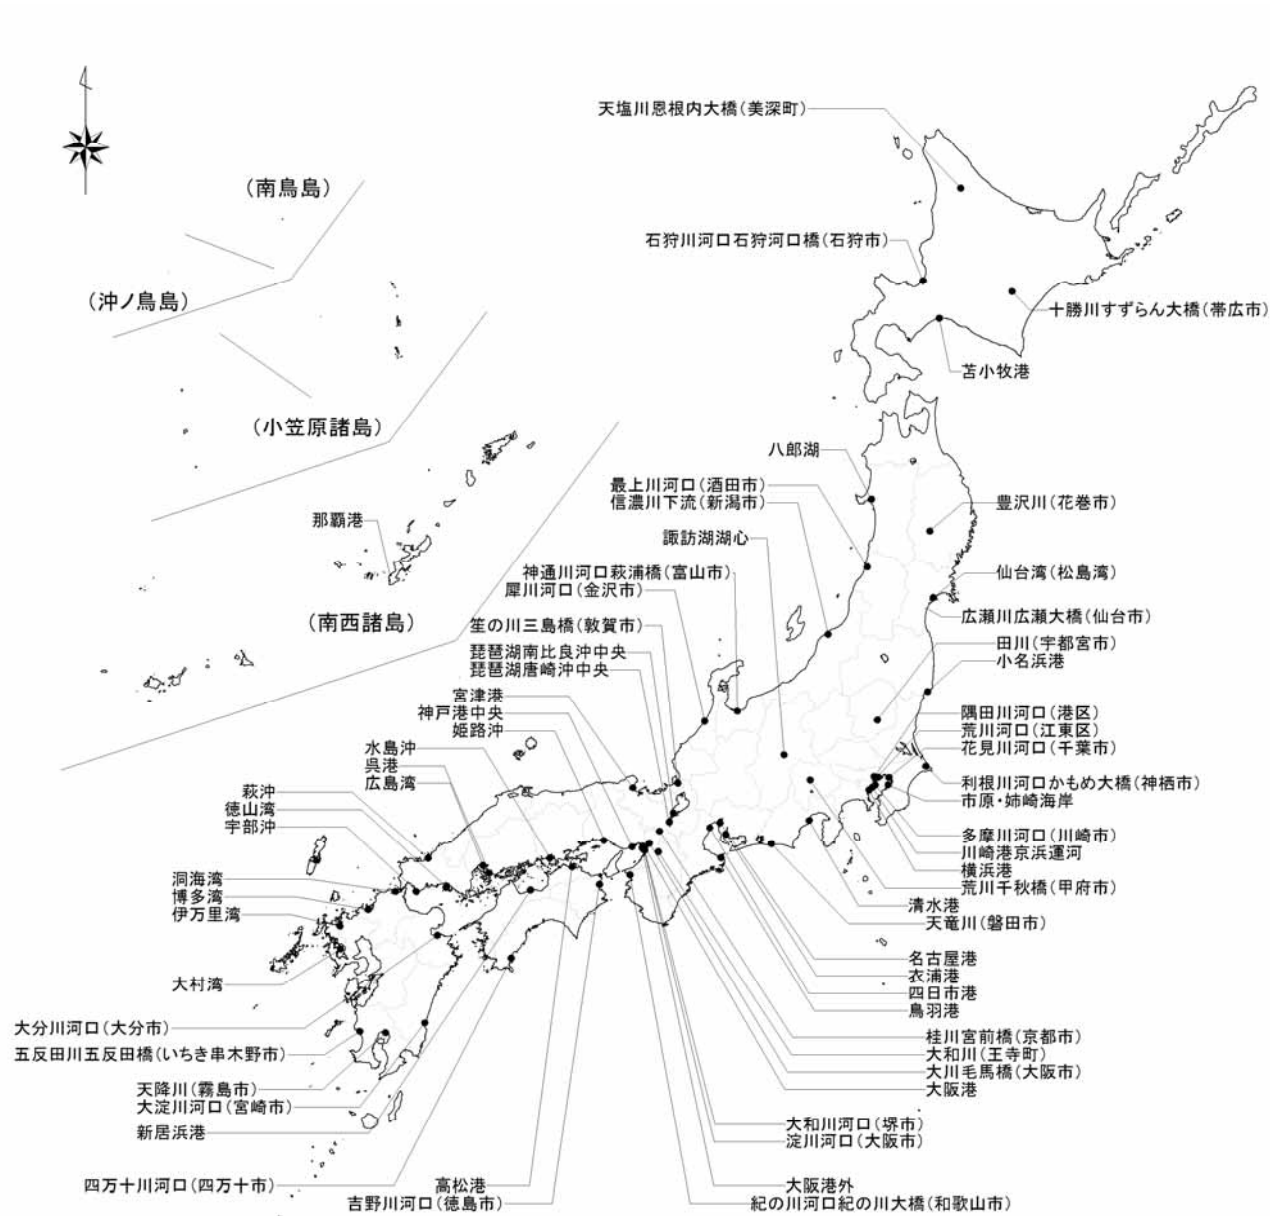 天塩川恩根内大橋(美深町)
(南鳥島)
石狩川河口石狩河口橋(石狩市)
(沖ノ鳥島)
十勝川すずらん大橋(帯広市)
苫小牧港
(小笠原諸島)
八郎湖
最上川河口(酒田市)
信濃川下流(新潟市)
豊沢川(花巻市)
那覇港
諏訪湖湖心
神通川河口萩浦橋(富山市)
仙台湾(松島湾)
犀川河口(金沢市)
広瀬川広瀬大橋(仙台市)
(南西諸島)
笙の川三島橋(敦賀市)
田川(宇都宮市)
琵琶湖南比良沖中央
小名浜港
琵琶湖唐崎沖中央
宮津港
神戸港中央
隅田川河口(港区)
姫路沖
荒川河口(江東区)
水島沖
花見川河口(千葉市)
呉港
広島湾
利根川河口かもめ大橋(神栖市)
萩沖
市原・姉崎海岸
徳山湾
宇部沖
多摩川河口(川崎市)
川崎港京浜運河
横浜港
洞海湾
荒川千秋橋(甲府市)
博多湾
清水港
伊万里湾
天竜川(磐田市)
名古屋港
衣浦港
大村湾
四日市港
鳥羽港
大分川河口(大分市)
桂川宮前橋(京都市)
五反田川五反田橋(いちき串木野市)
大和川(王寺町)
大川毛馬橋(大阪市)
天降川(霧島市)
大阪港
大淀川河口(宮崎市)
大和川河口(堺市)
新居浜港
淀川河口(大阪市)
四万十川河口(四万十市)
高松港
大阪港外
吉野川河口(徳島市)
紀の川河口紀の川大橋(和歌山市)